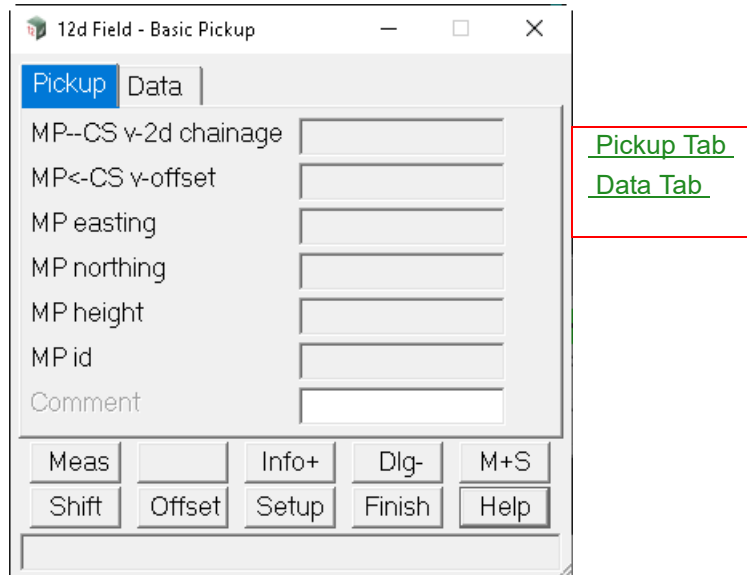 12d Field - Basic Pickup
Pickup Data
MP--CS v-2d chainage
MP<-CS v-offset
MP easting
MP northing
MP height
MP id
Comment
Meas Info+ Dlg- M+S
Shift Offset Setup Finish Help
Pickup Tab
Data Tab